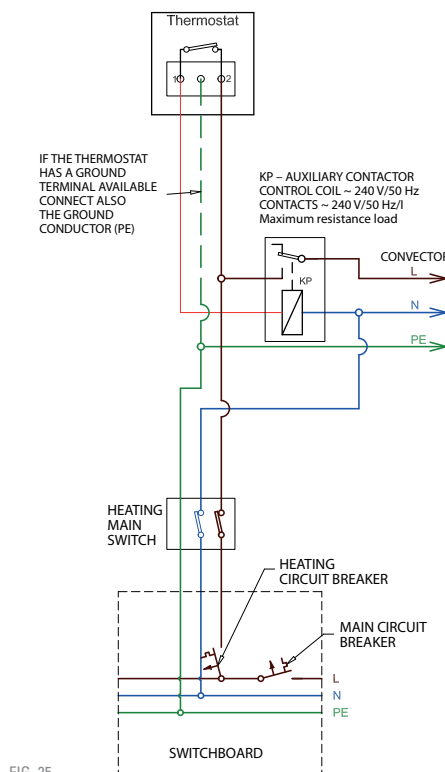 Thermostat
1
2
IF THE THERMOSTAT
HAS A GROUND
TERMINAL AVAILABLE
CONNECT ALSO
THE GROUND
CONDUCTOR (PE)
KP – AUXILIARY CONTACTOR
CONTROL COIL ~ 240 V/50 Hz
CONTACTS ~ 240 V/50 Hz/I
Maximum resistance load
CONVECTOR
L
KP
N
PE
HEATING
MAIN
SWITCH
HEATING
CIRCUIT BREAKER
MAIN CIRCUIT
BREAKER
L
N
PE
SWITCHBOARD
FIG. 25